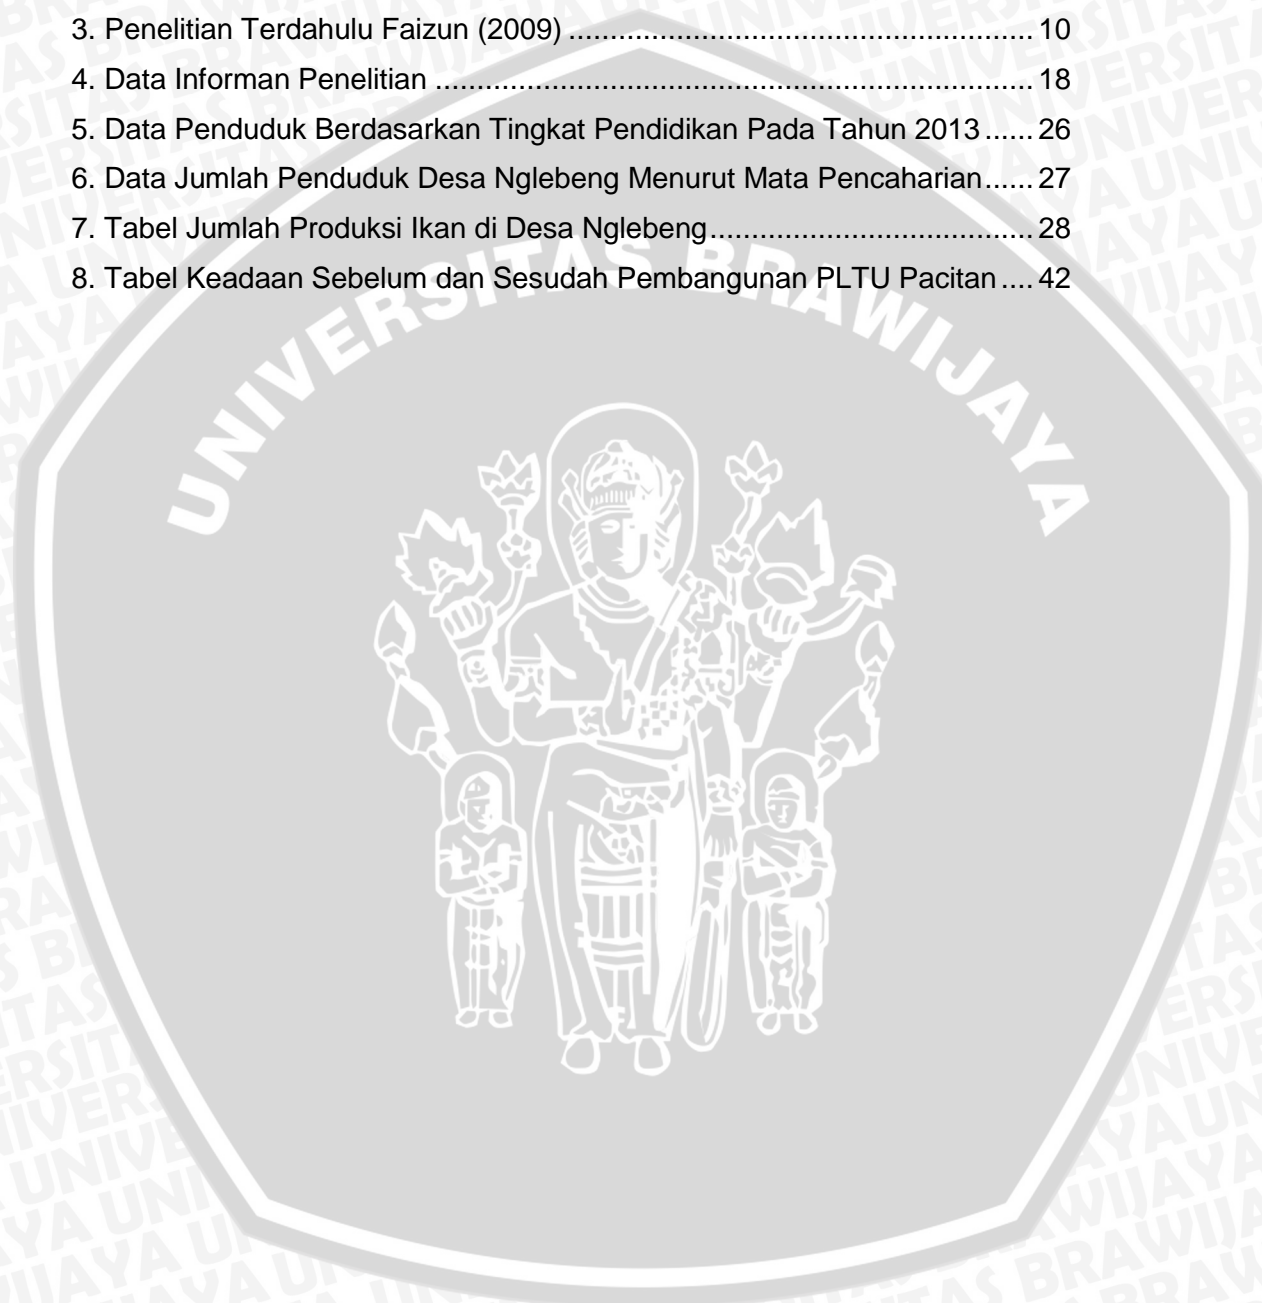 3. Penelitian Terdahulu Faizun (2009) ........................................................ 10
4. Data Informan Penelitian ........................................................................ 18
5. Data Penduduk Berdasarkan Tingkat Pendidikan Pada Tahun 2013 ...... 26
6. Data Jumlah Penduduk Desa Nglebeng Menurut Mata Pencaharian...... 27
7. Tabel Jumlah Produksi Ikan di Desa Nglebeng....................................... 28
8. Tabel Keadaan Sebelum dan Sesudah Pembangunan PLTU Pacitan .... 42
UNIVERSITAS BRAWIJAYA